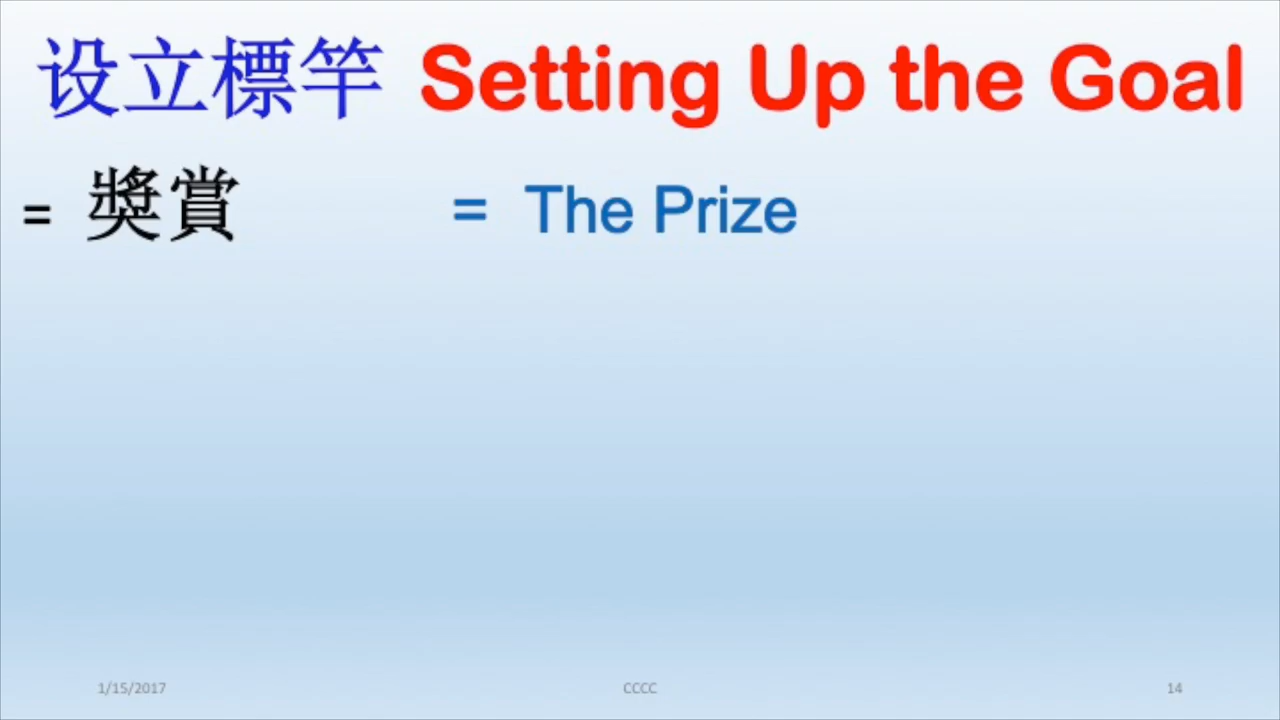 设立標竿 Setting Up the Goal
= 獎賞 = The Prize
1/15/2017 CCCC 14